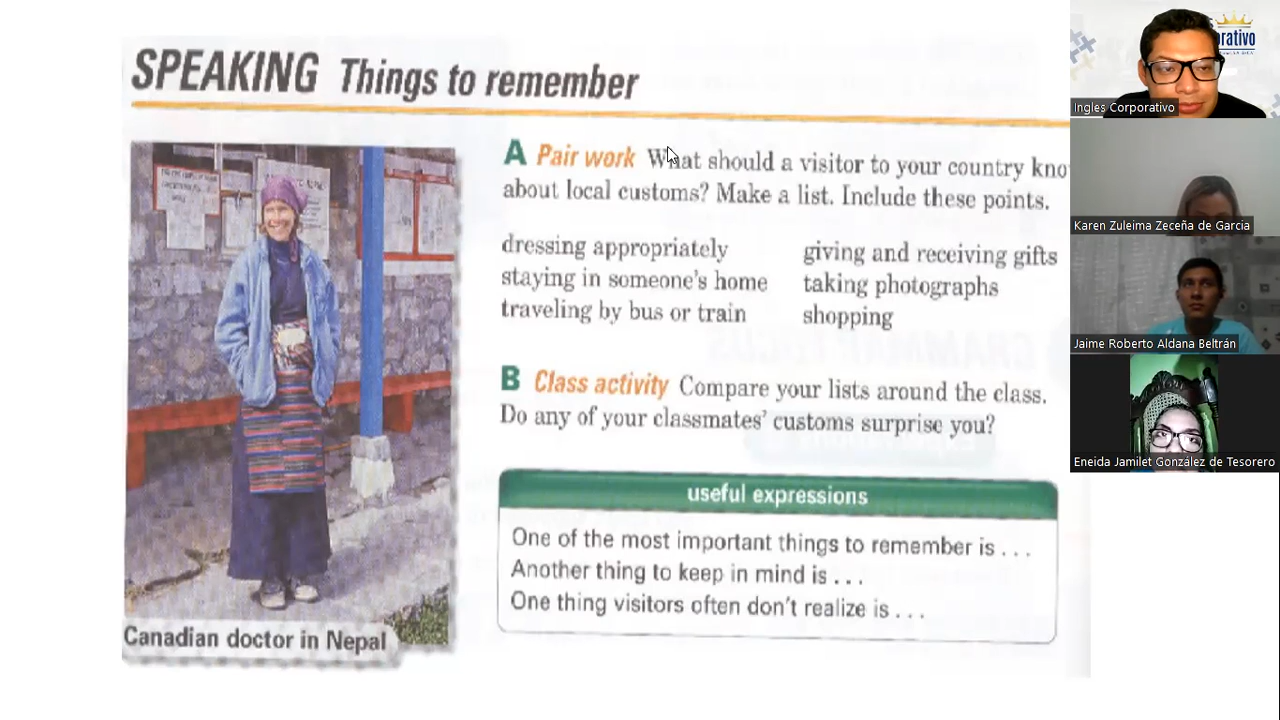 SPEAKING Things to remember
A Pair work What should a visitor to your country kno
about local customs? Make a list. Include these points.
dressing appropriately
staying in someone's home
traveling by bus or train
giving and receiving gifts
taking photographs
shopping
B Class activity Compare your lists around the class.
Do any of your classmates' customs surprise you?
useful expressions
One of the most important things to remember is . . .
Another thing to keep in mind is . . .
One thing visitors often don't realize is . . .
Canadian doctor in Nepal
orativo
Ingles Corporativo
Karen Zuleima Zeceña de Garcia
Jaime Roberto Aldana Beltrán
Eneida Jamilet González de Tesorero